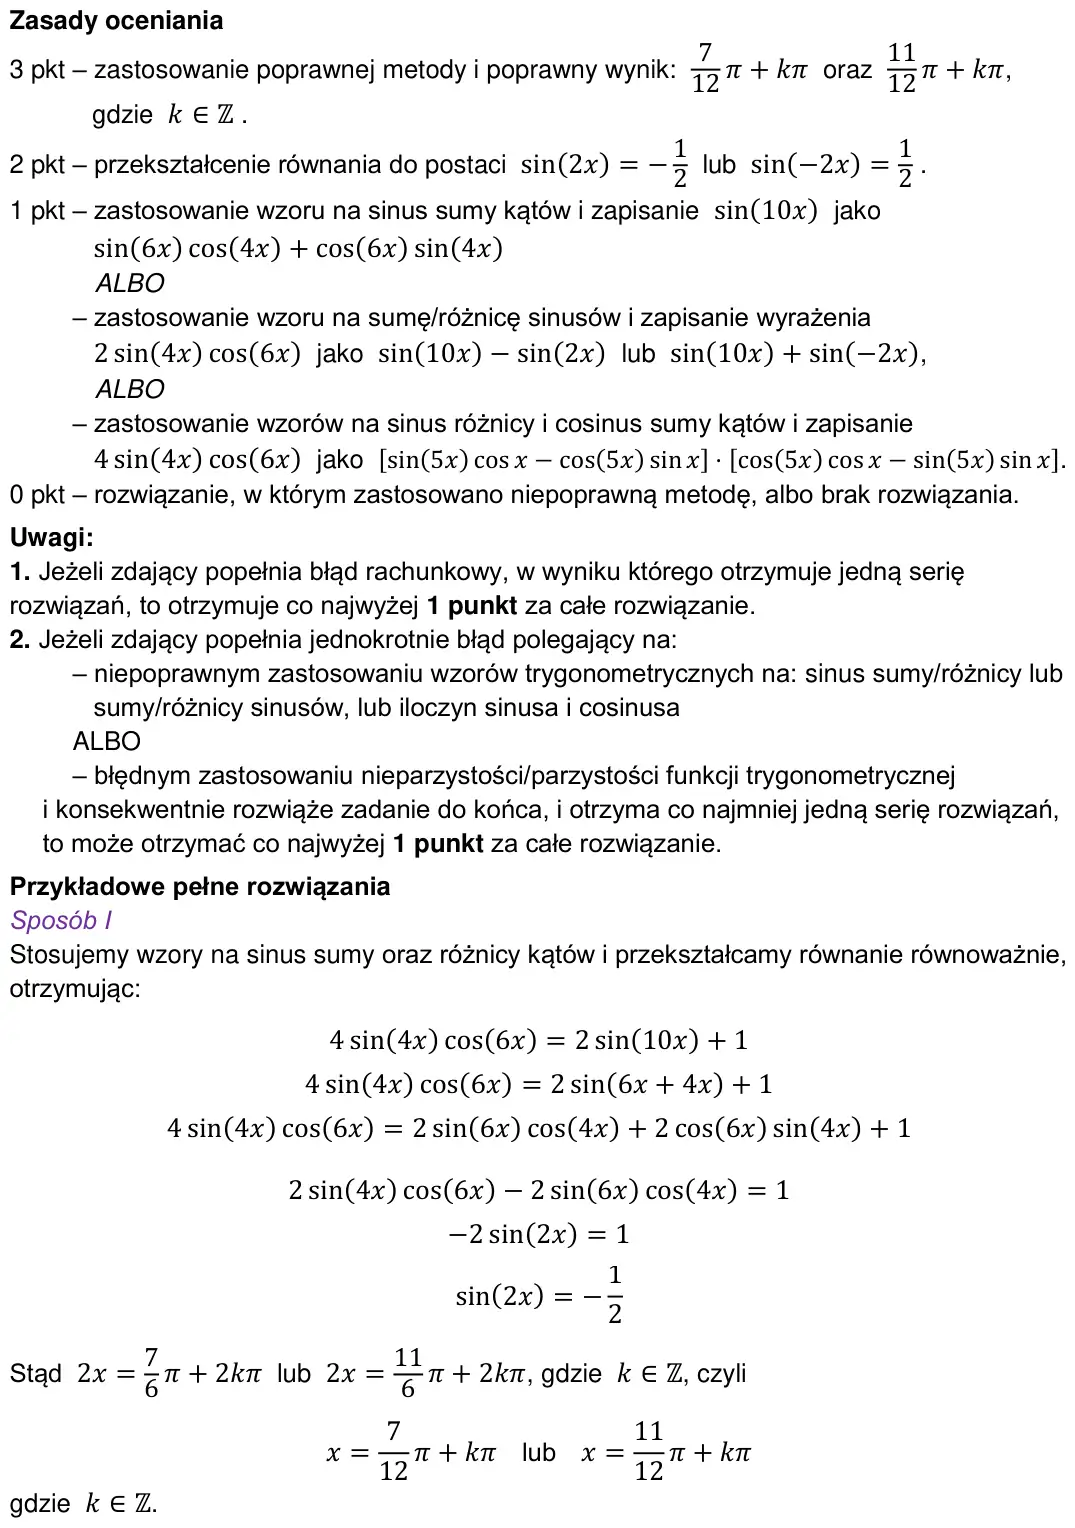 Zasady oceniania
3 pkt – zastosowanie poprawnej metody i poprawny wynik: 7/12 π + kπ oraz 11/12 π + kπ,
gdzie k ∈ ℤ .
2 pkt – przekształcenie równania do postaci sin(2x) = −1/2 lub sin(−2x) = 1/2 .
1 pkt – zastosowanie wzoru na sinus sumy kątów i zapisanie sin(10x) jako
sin(6x) cos(4x) + cos(6x) sin(4x)
ALBO
– zastosowanie wzoru na sumę/różnicę sinusów i zapisanie wyrażenia
2 sin(4x) cos(6x) jako sin(10x) − sin(2x) lub sin(10x) + sin(−2x),
ALBO
– zastosowanie wzorów na sinus różnicy i cosinus sumy kątów i zapisanie
4 sin(4x) cos(6x) jako [sin(5x) cos x − cos(5x) sin x] · [cos(5x) cos x − sin(5x) sin x].
0 pkt – rozwiązanie, w którym zastosowano niepoprawną metodę, albo brak rozwiązania.
Uwagi:
1. Jeżeli zdający popełnia błąd rachunkowy, w wyniku którego otrzymuje jedną serię
rozwiązań, to otrzymuje co najwyżej 1 punkt za całe rozwiązanie.
2. Jeżeli zdający popełnia jednokrotnie błąd polegający na:
– niepoprawnym zastosowaniu wzorów trygonometrycznych na: sinus sumy/różnicy lub
sumy/różnicy sinusów, lub iloczyn sinusa i cosinusa
ALBO
– błędnym zastosowaniu nieparzystości/parzystości funkcji trygonometrycznej
i konsekwentnie rozwiąże zadanie do końca, i otrzyma co najmniej jedną serię rozwiązań,
to może otrzymać co najwyżej 1 punkt za całe rozwiązanie.
Przykładowe pełne rozwiązania
Sposób I
Stosujemy wzory na sinus sumy oraz różnicy kątów i przekształcamy równanie równoważnie,
otrzymując:
4 sin(4x) cos(6x) = 2 sin(10x) + 1
4 sin(4x) cos(6x) = 2 sin(6x + 4x) + 1
4 sin(4x) cos(6x) = 2 sin(6x) cos(4x) + 2 cos(6x) sin(4x) + 1
2 sin(4x) cos(6x) − 2 sin(6x) cos(4x) = 1
−2 sin(2x) = 1
sin(2x) = −1/2
Stąd 2x = 7/6 π + 2kπ lub 2x = 11/6 π + 2kπ, gdzie k ∈ ℤ, czyli
x = 7/12 π + kπ lub x = 11/12 π + kπ
gdzie k ∈ ℤ.